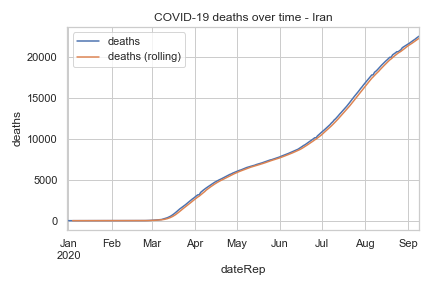 COVID-19 deaths over time - Iran
deaths
deaths (rolling)
20000
15000
10000
5000
0
deaths
Jan Feb Mar Apr May Jun Jul Aug Sep
2020
dateRep